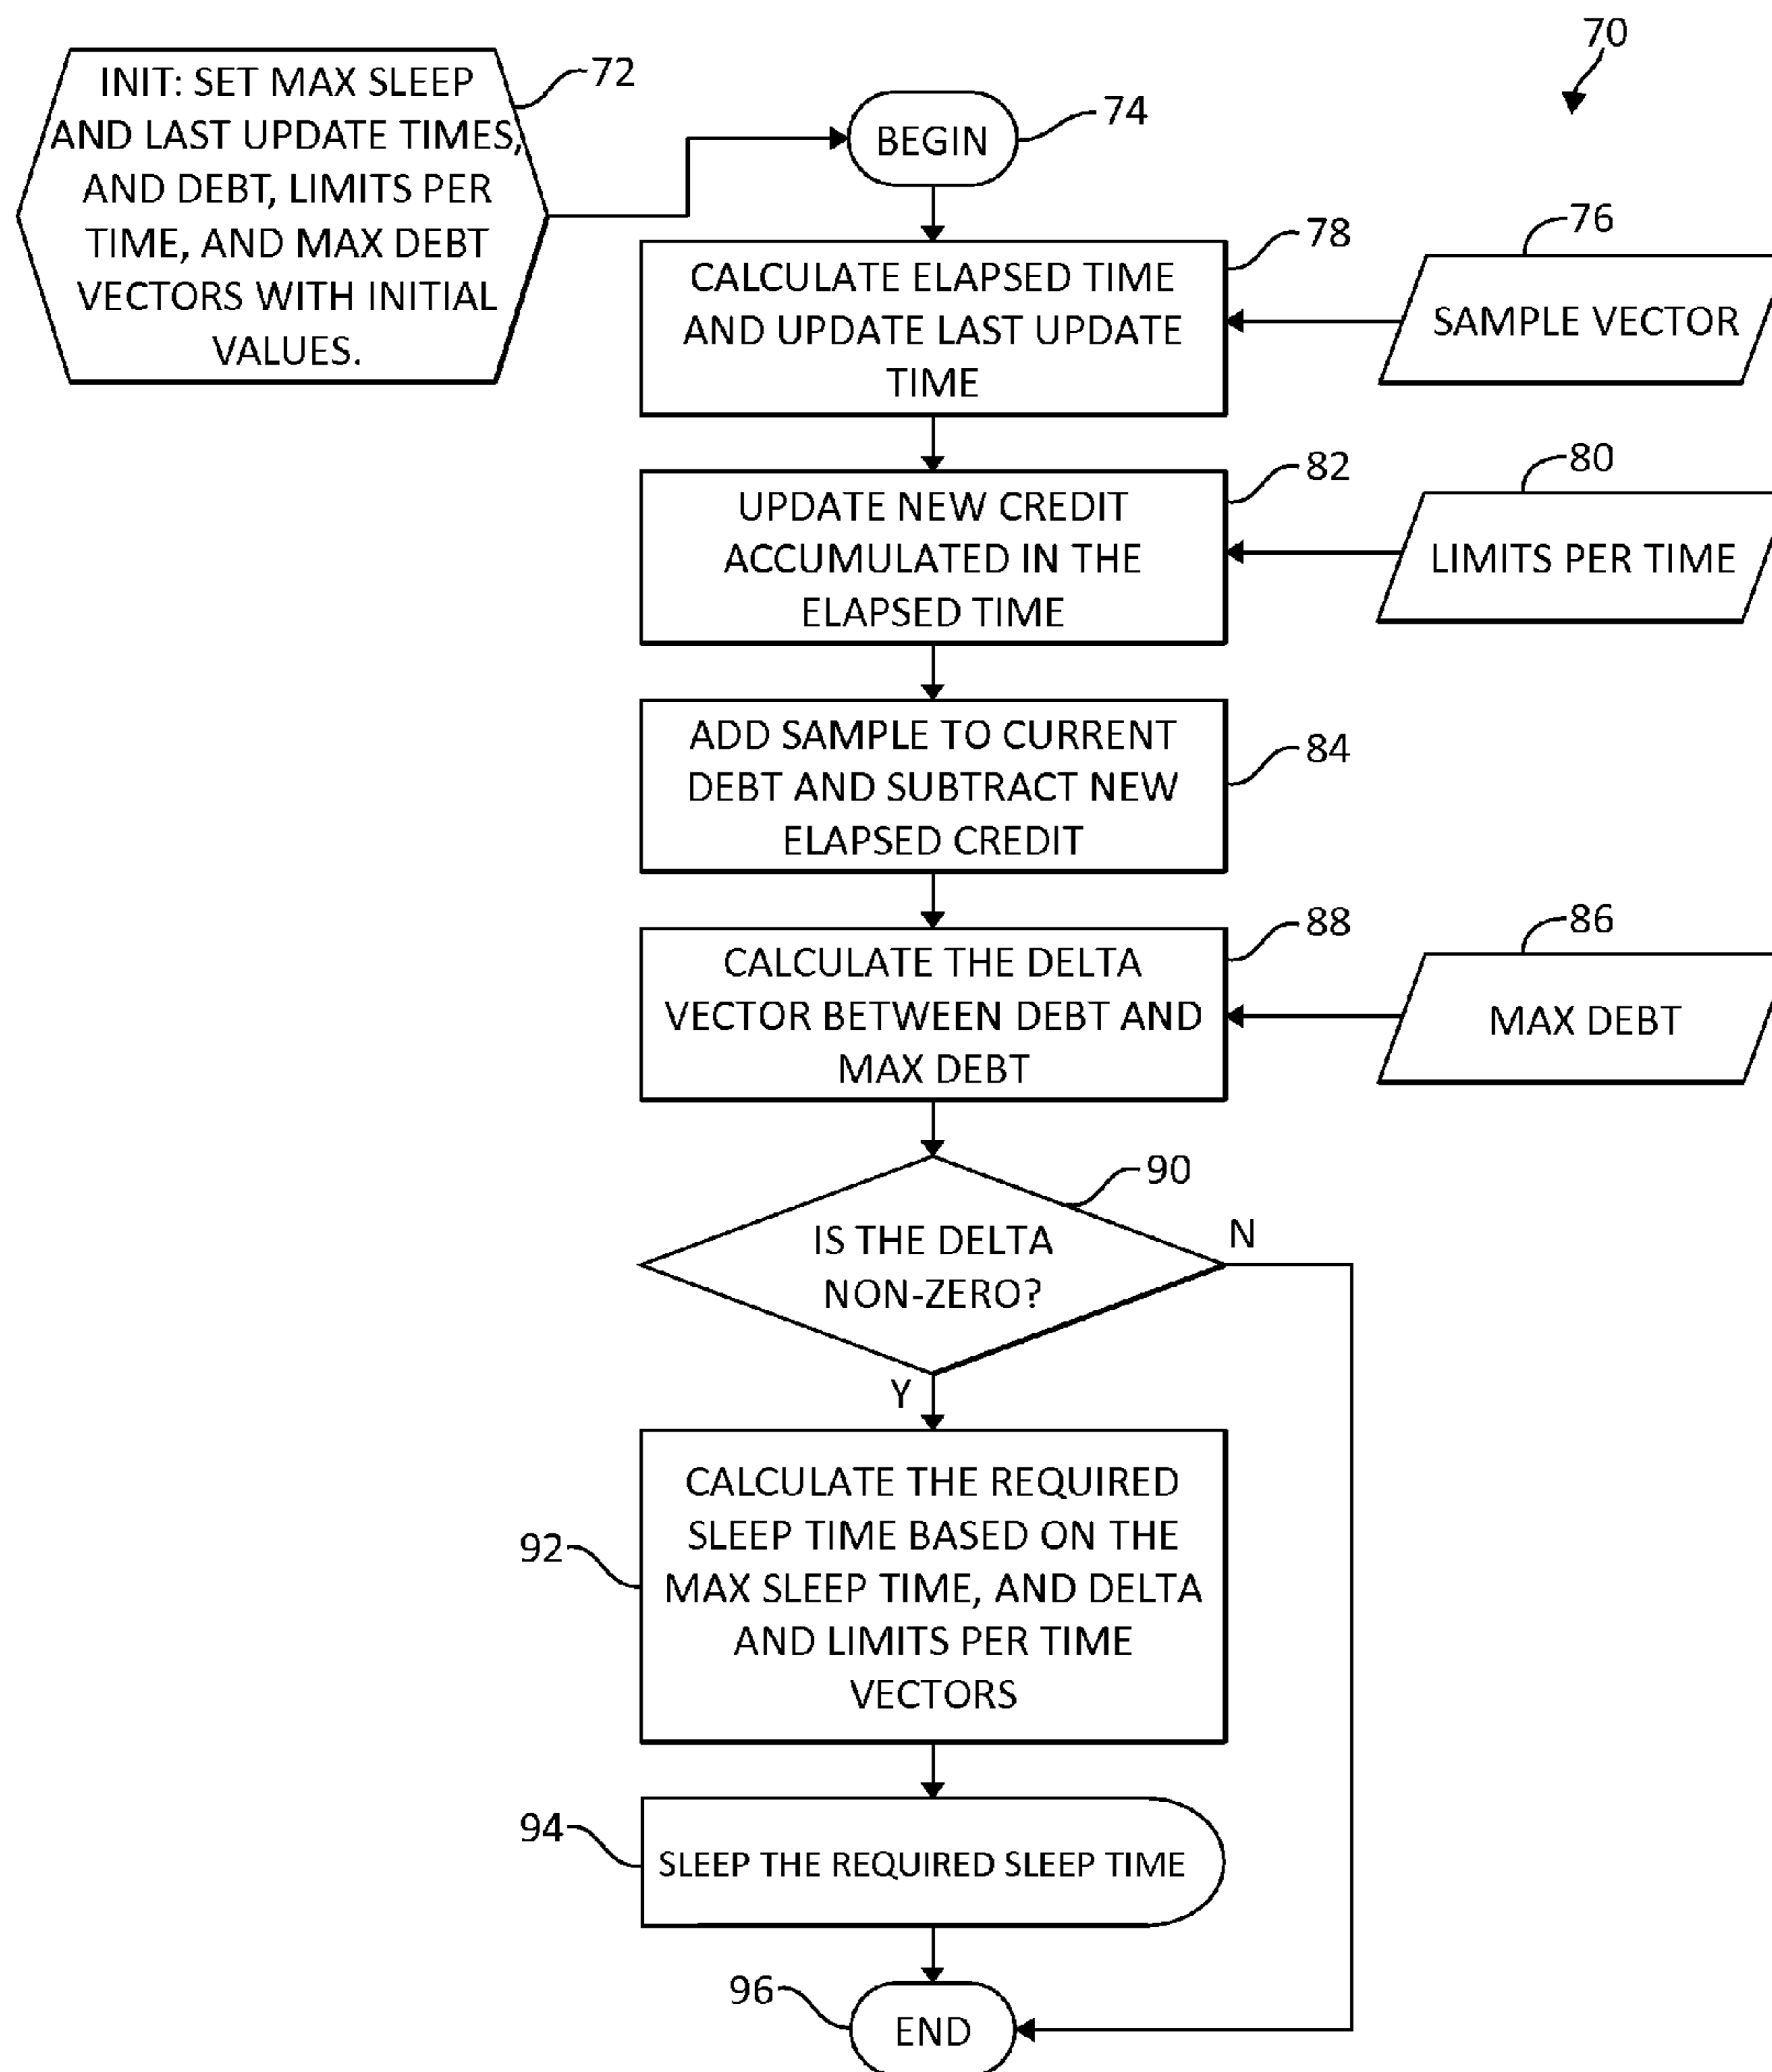 70
INIT: SET MAX SLEEP
AND LAST UPDATE TIMES,
AND DEBT, LIMITS PER
TIME, AND MAX DEBT
VECTORS WITH INITIAL
VALUES.
72
BEGIN
74
CALCULATE ELAPSED TIME
AND UPDATE LAST UPDATE
TIME
78
SAMPLE VECTOR
76
UPDATE NEW CREDIT
ACCUMULATED IN THE
ELAPSED TIME
82
LIMITS PER TIME
80
ADD SAMPLE TO CURRENT
DEBT AND SUBTRACT NEW
ELAPSED CREDIT
84
CALCULATE THE DELTA
VECTOR BETWEEN DEBT AND
MAX DEBT
88
MAX DEBT
86
IS THE DELTA
NON-ZERO?
90
N
Y
CALCULATE THE REQUIRED
SLEEP TIME BASED ON THE
MAX SLEEP TIME, AND DELTA
AND LIMITS PER TIME
VECTORS
92
SLEEP THE REQUIRED SLEEP TIME
94
END
96